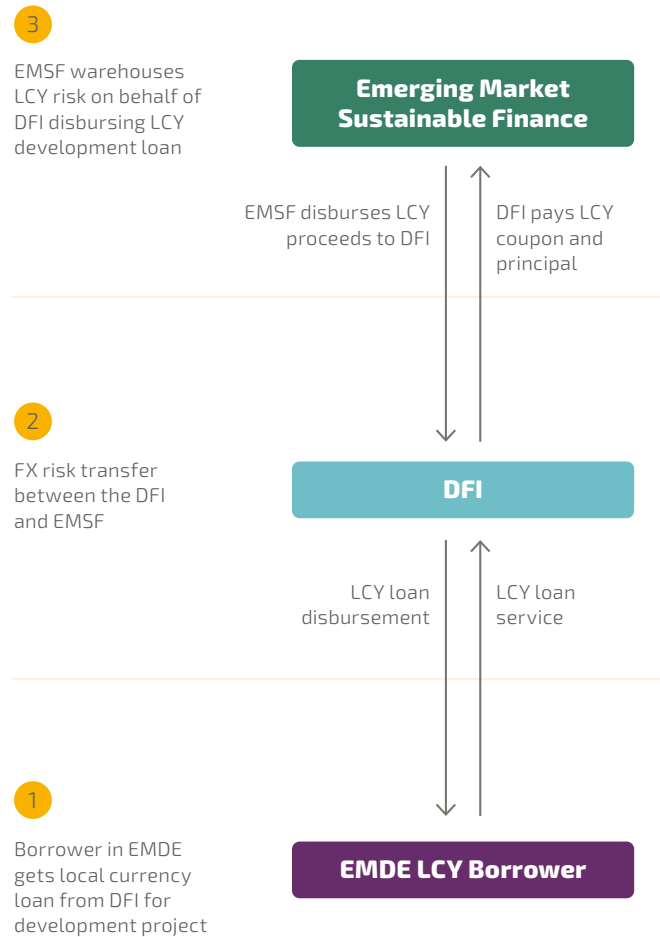 3
EMSF warehouses
LCY risk on behalf of
DFI disbursing LCY
development loan
Emerging Market
Sustainable Finance
EMSF disburses LCY
proceeds to DFI
DFI pays LCY
coupon and
principal
2
FX risk transfer
between the DFI
and EMSF
DFI
LCY loan
disbursement
LCY loan
service
1
Borrower in EMDE
gets local currency
loan from DFI for
development project
EMDE LCY Borrower